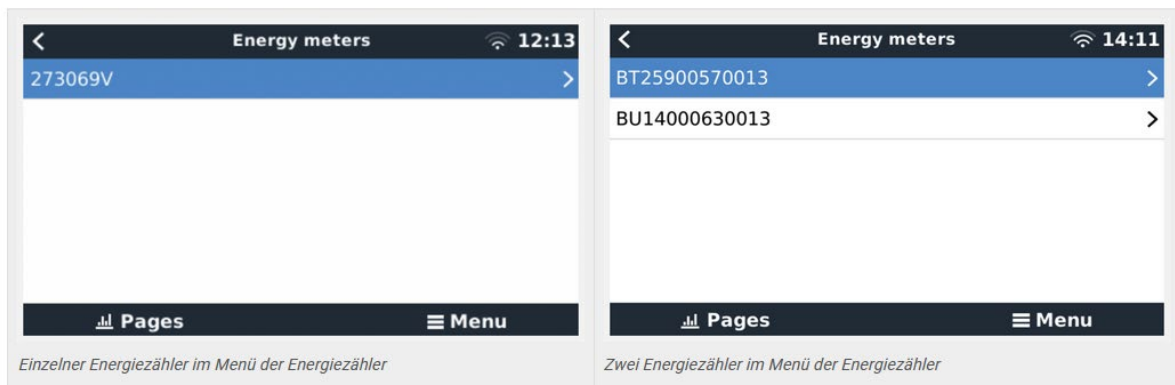 Energy meters 12:13
273069V
Pages Menu
Einzelner Energiezähler im Menü der Energiezähler
Energy meters 14:11
BT25900570013
BU14000630013
Pages Menu
Zwei Energiezähler im Menü der Energiezähler